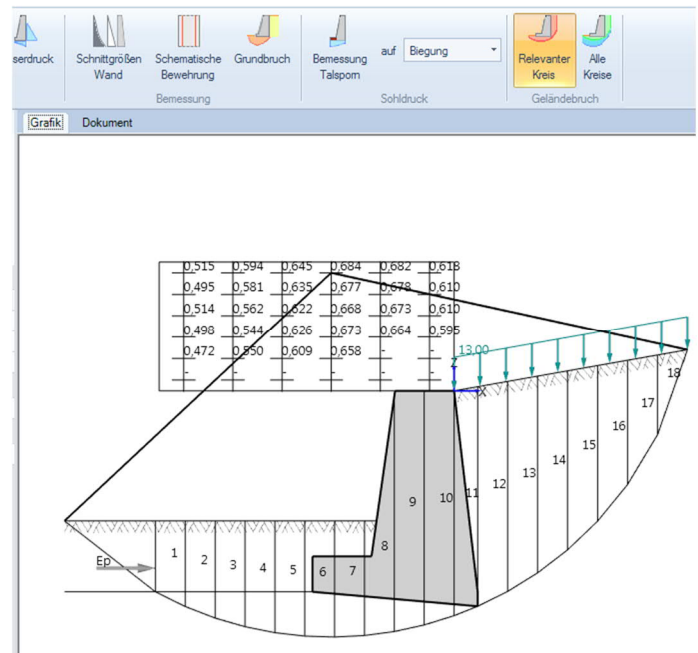 serdruck
Schnittgrößen
Wand
Schematische
Bewehrung
Grundbruch
Bemessung
Talsporn
auf
Biegung
Relevanter
Kreis
Alle
Kreise
Bemessung
Sohldruck
Geländebruch
Grafik
Dokument
0,515 0,594 0,645 0,684 0,682 0,618
0,495 0,581 0,635 0,677 0,678 0,610
0,514 0,562 0,622 0,668 0,673 0,610
0,498 0,544 0,626 0,673 0,664 0,595
0,472 0,550 0,609 0,658 - -
- - - - - -
13,00
Z
X
18
17
16
15
14
13
12
11
10
9
8
1 2 3 4 5 6 7
Ep